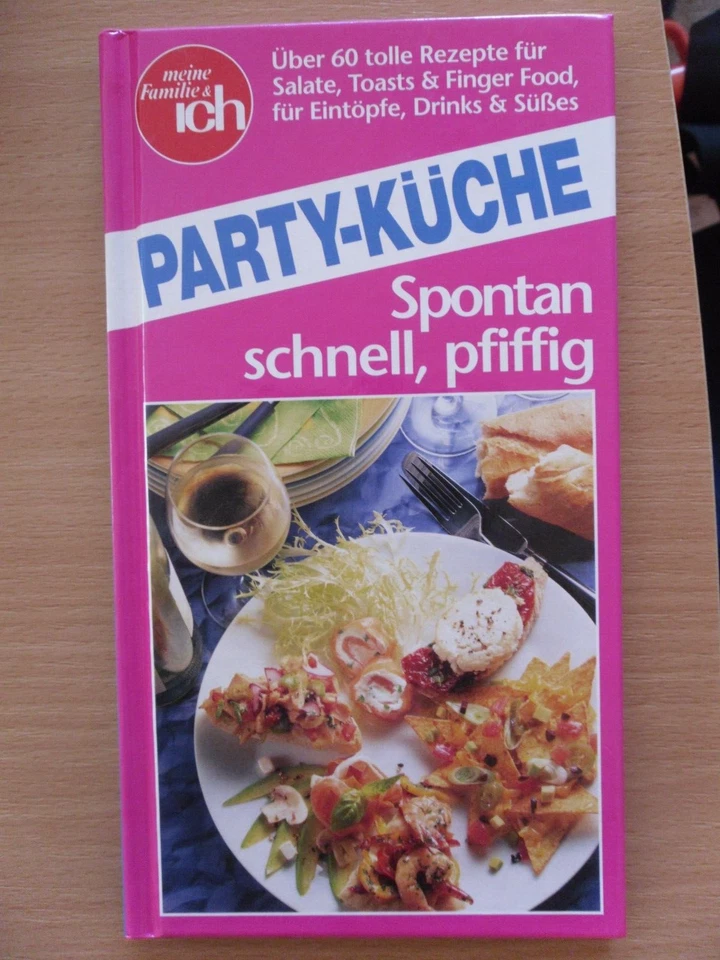 meine
Familie &
ich
Über 60 tolle Rezepte für
Salate, Toasts & Finger Food,
für Eintöpfe, Drinks & Süßes
PARTY-KÜCHE
Spontan
schnell, pfiffig